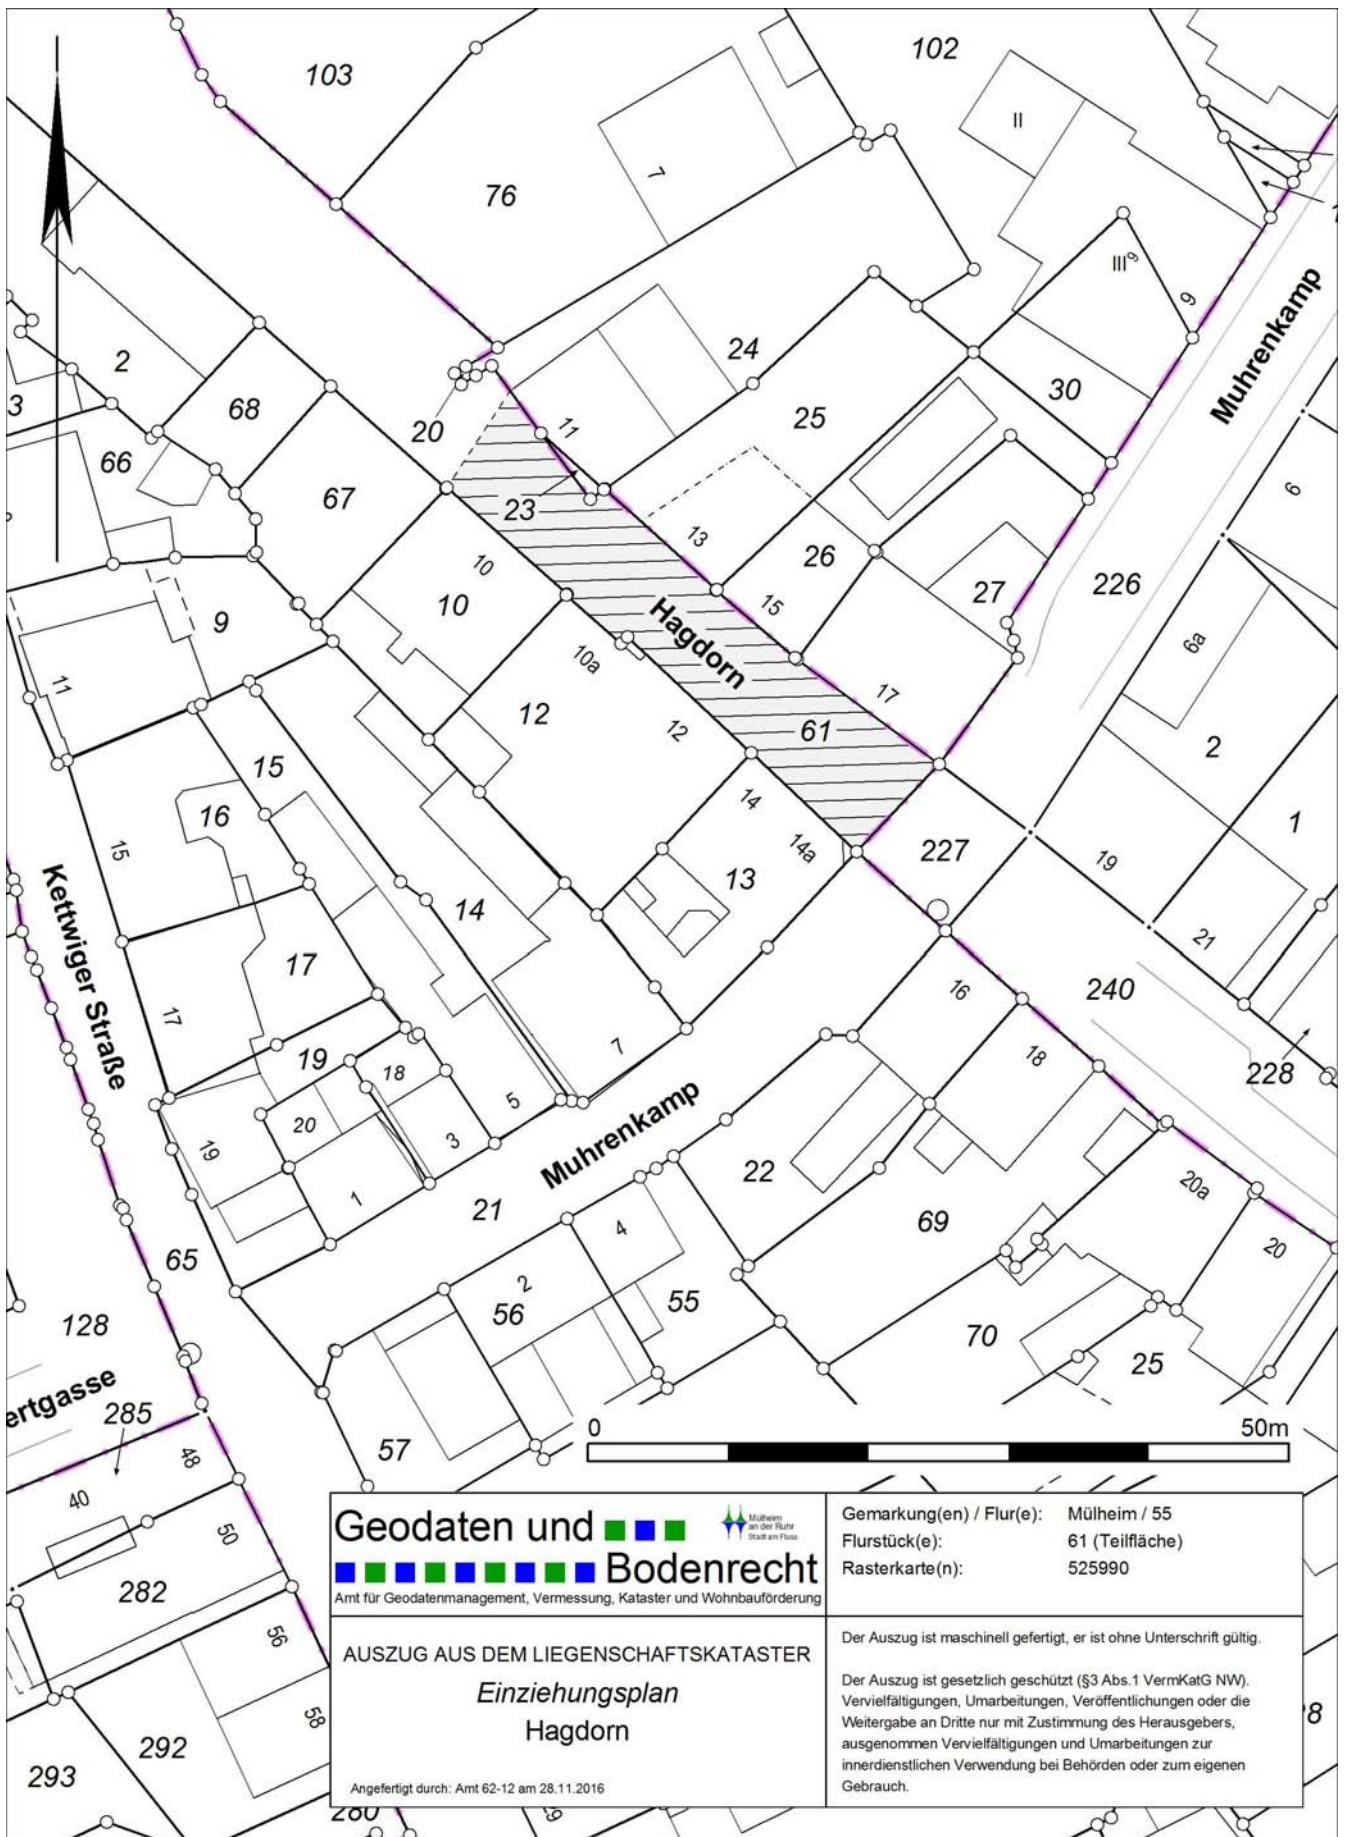 103
102
II
76
7
III
9
9
Muhrenkamp
2
24
3
68
20
11
25
30
66
67
23
6
13
26
10
10
15
27
226
9
Hagdorn
6a
11
10a
12
12
17
61
2
15
14
16
15
14a
227
1
13
19
14
Kettwiger Straße
17
21
16
240
17
7
18
19
18
228
5
20
3
19
Muhrenkamp
22
1
20a
21
69
4
20
65
2
56
55
128
70
25
ertgasse
285
0
50m
57
48
40
50
282
56
58
292
293
280
Geodaten und
Mülheim
an der Ruhr
Stadt am Fluss
Bodenrecht
Amt für Geodatenmanagement, Vermessung, Kataster und Wohnbauförderung
Gemarkung(en) / Flur(e): Mülheim / 55
Flurstück(e): 61 (Teilfläche)
Rasterkarte(n): 525990
AUSZUG AUS DEM LIEGENSCHAFTSKATASTER
Einziehungsplan
Hagdorn
Angefertigt durch: Amt 62-12 am 28.11.2016
Der Auszug ist maschinell gefertigt, er ist ohne Unterschrift gültig.
Der Auszug ist gesetzlich geschützt (§3 Abs.1 VermKatG NW).
Vervielfältigungen, Umarbeitungen, Veröffentlichungen oder die
Weitergabe an Dritte nur mit Zustimmung des Herausgebers,
ausgenommen Vervielfältigungen und Umarbeitungen zur
innerdienstlichen Verwendung bei Behörden oder zum eigenen
Gebrauch.